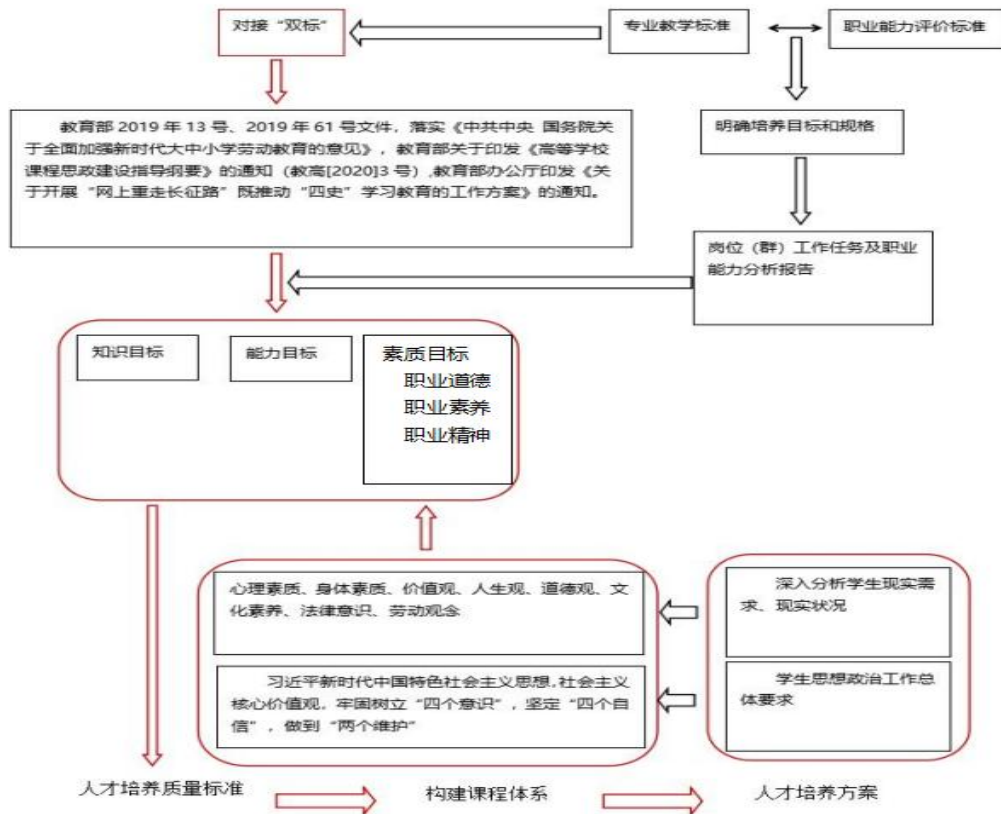 对接“双标”
专业教学标准
职业能力评价标准
教育部 2019 年 13 号、2019 年 61 号文件，落实《中共中央 国务院关
于全面加强新时代大中小学劳动教育的意见》，教育部关于印发《高等学校
课程思政建设指导纲要》的通知（教高[2020]3 号）,教育部办公厅印发《关
于开展“网上重走长征路”既推动“四史”学习教育的工作方案》的通知。
明确培养目标和规格
岗位（群）工作任务及职业
能力分析报告
知识目标
能力目标
素质目标
职业道德
职业素养
职业精神
心理素质、身体素质、价值观、人生观、道德观、文
化素养、法律意识、劳动观念
深入分析学生现实需
求、现实状况
习近平新时代中国特色社会主义思想,社会主义
核心价值观，牢固树立“四个意识”，坚定“四个自
信”，做到“两个维护”
学生思想政治工作总
体要求
人才培养质量标准
构建课程体系
人才培养方案